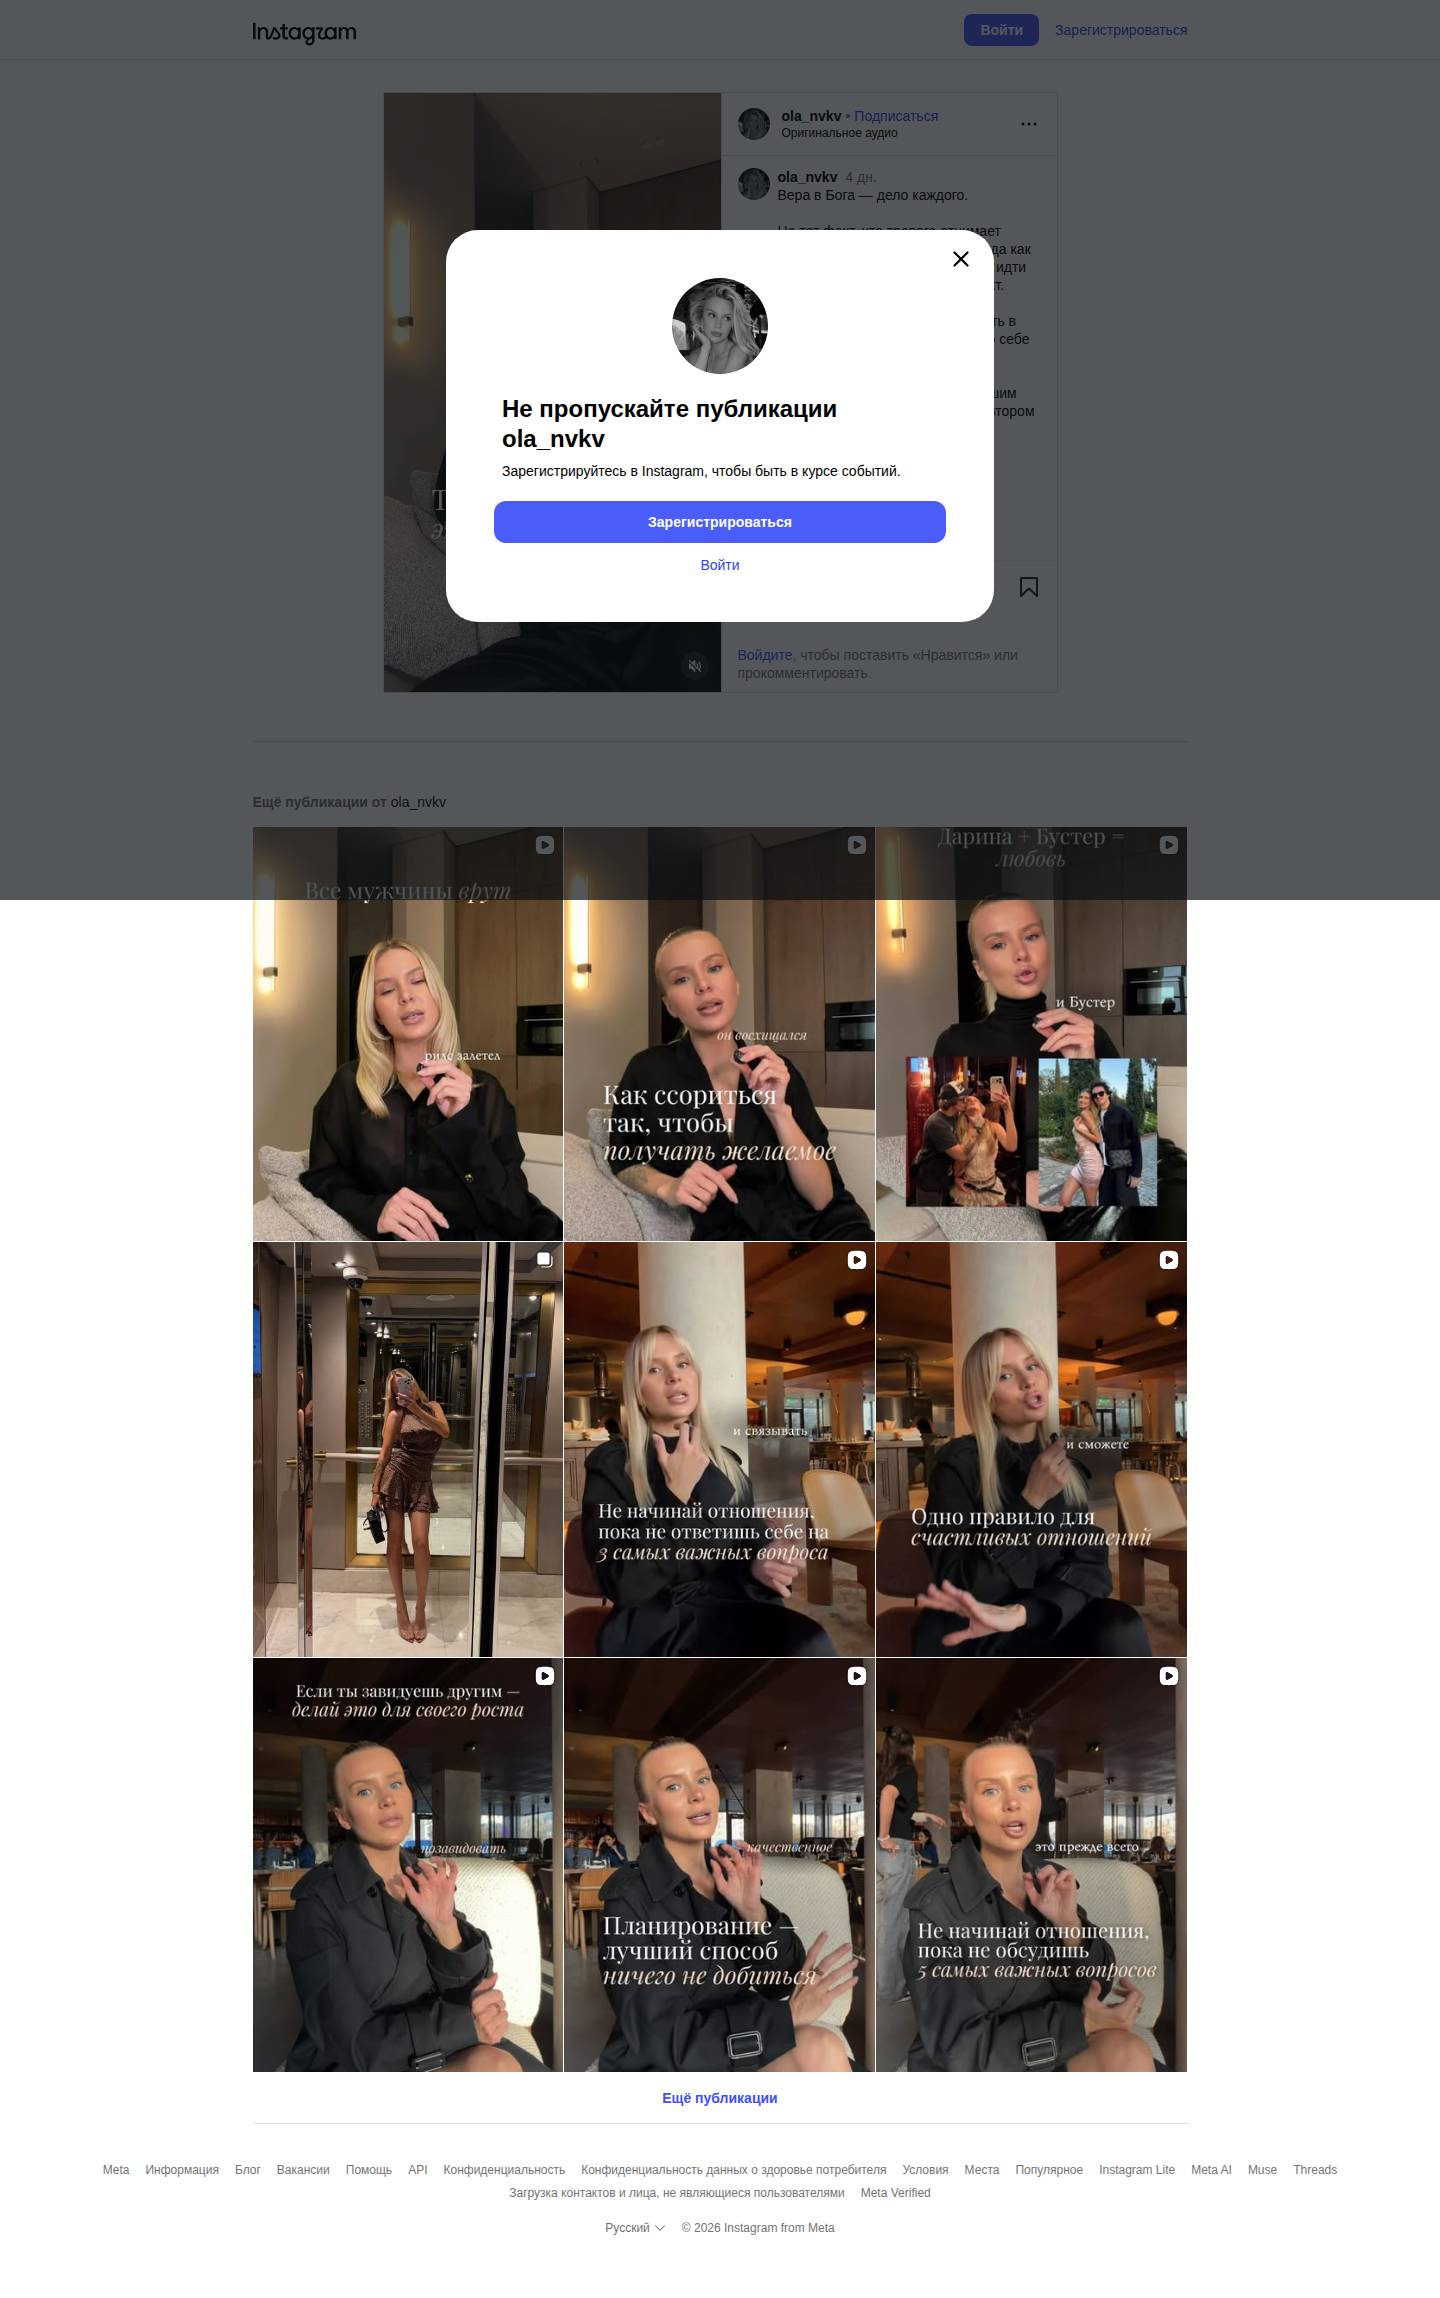 Instagram
Войти
Зарегистрироваться
ola_nvkv • Подписаться
Оригинальное аудио
ola_nvkv 4 дн.
Вера в Бога — дело каждого.
да как
идти
ть в
себе
Не пропускайте публикации
ola_nvkv
Зарегистрируйтесь в Instagram, чтобы быть в курсе событий.
Зарегистрироваться
Войти
Войдите, чтобы поставить «Нравится» или
прокомментировать.
Ещё публикации от ola_nvkv
Все мужчины врут
рилс залетел
он восхищался
Как ссориться
так, чтобы
получать желаемое
Дарина + Бустер =
любовь
и Бустер
и связывать
Не начинай отношения,
пока не ответишь себе на
3 самых важных вопроса
и сможете
Одно правило для
счастливых отношений
Если ты завидуешь другим —
делай это для своего роста
позавидовать
качественное
Планирование —
лучший способ
ничего не добиться
это прежде всего
Не начинай отношения,
пока не обсудишь
5 самых важных вопросов
Ещё публикации
Meta Информация Блог Вакансии Помощь API Конфиденциальность Конфиденциальность данных о здоровье потребителя Условия Места Популярное Instagram Lite Meta AI Muse Threads
Загрузка контактов и лица, не являющиеся пользователями Meta Verified
Русский © 2026 Instagram from Meta